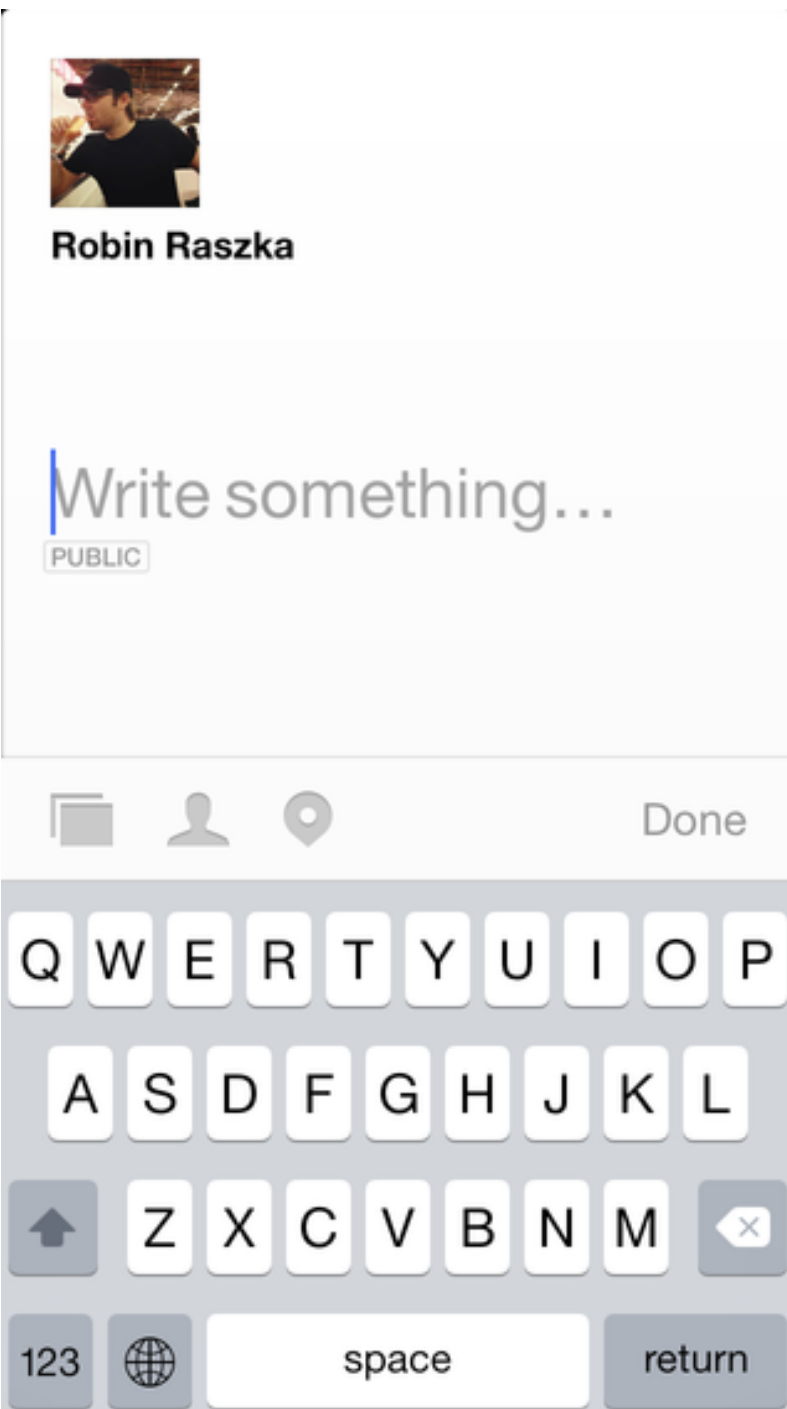 Robin Raszka
Write something...
PUBLIC
Done
Q W E R T Y U I O P
A S D F G H J K L
Z X C V B N M
123 space return